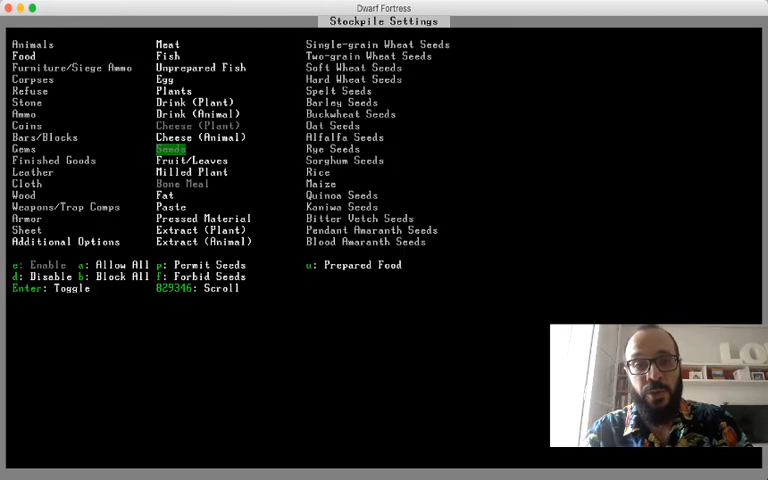 Dwarf Fortress
Stockpile Settings
Animals Meat Single-grain Wheat Seeds
Food Fish Two-grain Wheat Seeds
Furniture/Siege Ammo Unprepared Fish Soft Wheat Seeds
Corpses Egg Hard Wheat Seeds
Refuse Plants Spelt Seeds
Stone Drink (Plant) Barley Seeds
Ammo Drink (Animal) Buckwheat Seeds
Coins Cheese (Plant) Oat Seeds
Bars/Blocks Cheese (Animal) Alfalfa Seeds
Gems Seeds Rye Seeds
Finished Goods Fruit/Leaves Sorghum Seeds
Leather Milled Plant Rice
Cloth Bone Meal Maize
Wood Fat Quinoa Seeds
Weapons/Trap Comps Paste Kaniwa Seeds
Armor Pressed Material Bitter Vetch Seeds
Sheet Extract (Plant) Pendant Amaranth Seeds
Additional Options Extract (Animal) Blood Amaranth Seeds
e: Enable a: Allow All p: Permit Seeds u: Prepared Food
d: Disable b: Block All f: Forbid Seeds
Enter: Toggle 829346: Scroll
LO